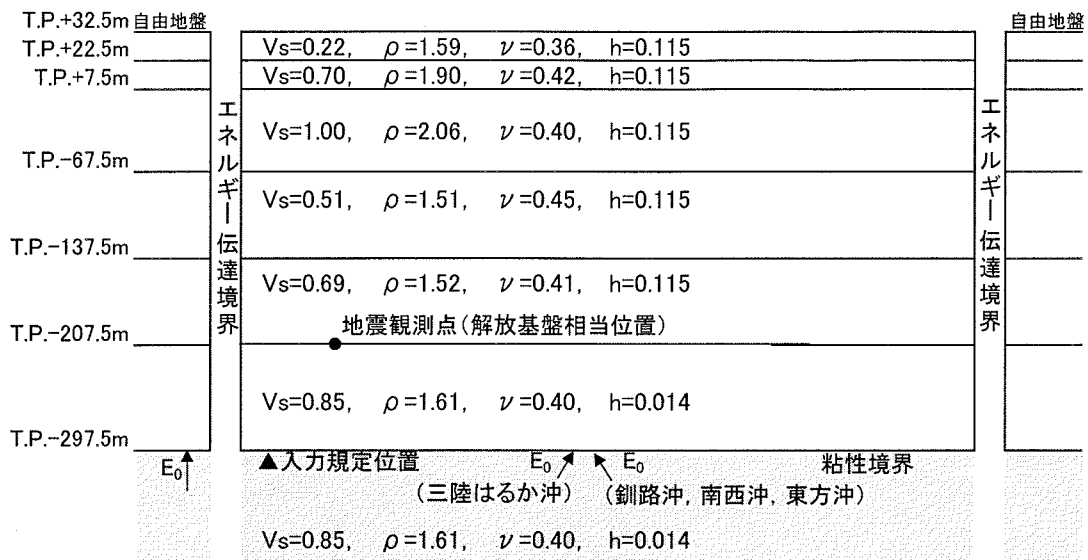 T.P.+32.5m 自由地盤 自由地盤
T.P.+22.5m Vs=0.22, ρ=1.59, ν=0.36, h=0.115
T.P.+7.5m Vs=0.70, ρ=1.90, ν=0.42, h=0.115
エネルギー伝達境界
エネルギー伝達境界
Vs=1.00, ρ=2.06, ν=0.40, h=0.115
T.P.-67.5m
Vs=0.51, ρ=1.51, ν=0.45, h=0.115
T.P.-137.5m
Vs=0.69, ρ=1.52, ν=0.41, h=0.115
地震観測点(解放基盤相当位置)
T.P.-207.5m
Vs=0.85, ρ=1.61, ν=0.40, h=0.014
T.P.-297.5m
E₀ ▲入力規定位置 E₀ E₀ 粘性境界
(三陸はるか沖) (釧路沖, 南西沖, 東方沖)
Vs=0.85, ρ=1.61, ν=0.40, h=0.014